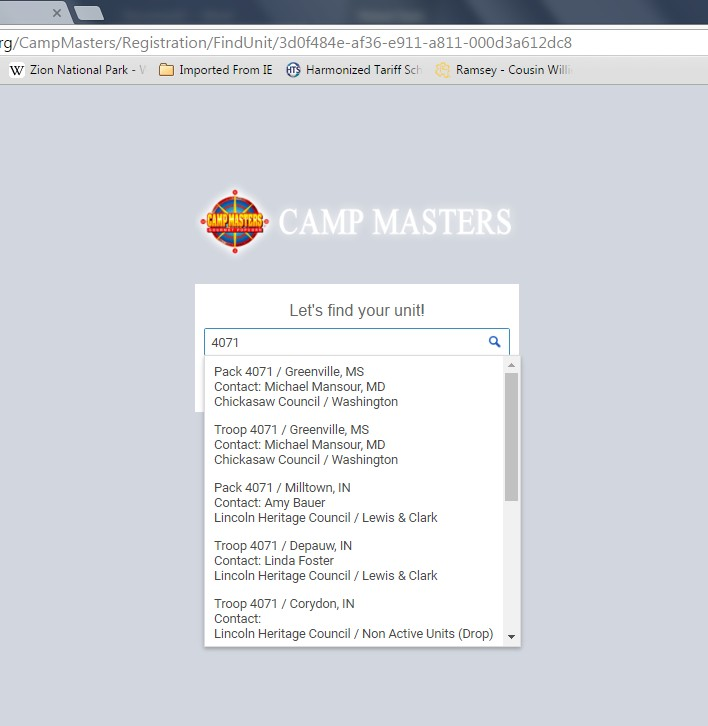 rg/CampMasters/Registration/FindUnit/3d0f484e-af36-e911-a811-000d3a612dc8
W Zion National Park - W Imported From IE HTS Harmonized Tariff Sch Ramsey - Cousin Willi
CAMP MASTERS
GOURMET POPCORN
CAMP MASTERS
Let's find your unit!
4071
Pack 4071 / Greenville, MS
Contact: Michael Mansour, MD
Chickasaw Council / Washington
Troop 4071 / Greenville, MS
Contact: Michael Mansour, MD
Chickasaw Council / Washington
Pack 4071 / Milltown, IN
Contact: Amy Bauer
Lincoln Heritage Council / Lewis & Clark
Troop 4071 / Depauw, IN
Contact: Linda Foster
Lincoln Heritage Council / Lewis & Clark
Troop 4071 / Corydon, IN
Contact:
Lincoln Heritage Council / Non Active Units (Drop)